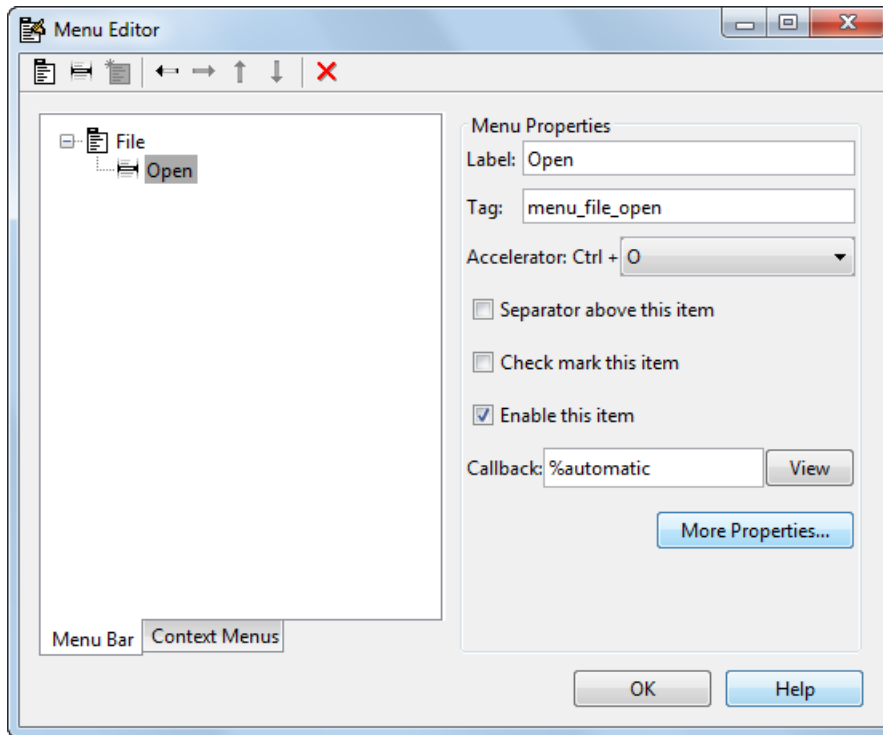 Menu Editor
File
Open
Menu Properties
Label: Open
Tag: menu_file_open
Accelerator: Ctrl + O
Separator above this item
Check mark this item
Enable this item
Callback: %automatic View
More Properties...
Menu Bar Context Menus
OK Help